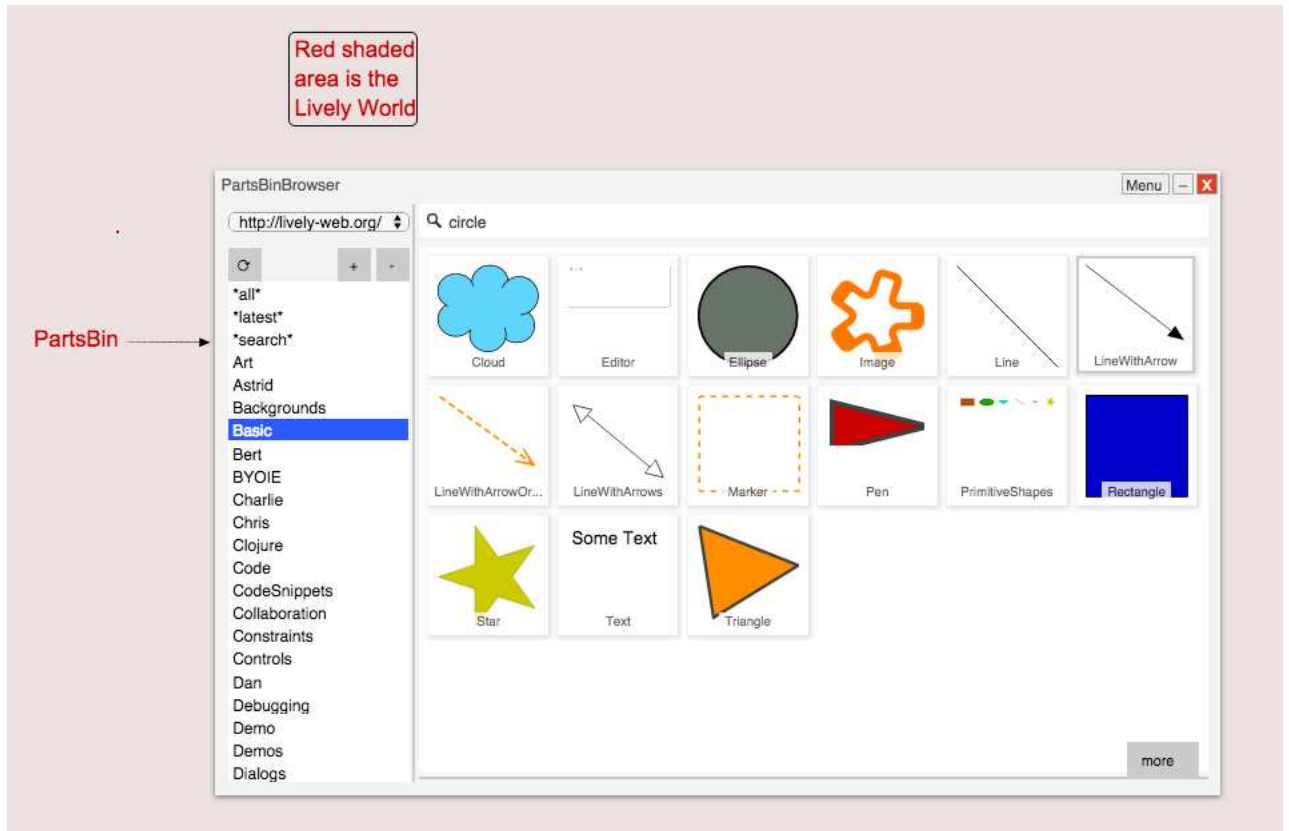 Red shaded
area is the
Lively World
PartsBinBrowser
Menu – X
http://lively-web.org/
circle
+ -
*all*
*latest*
*search*
PartsBin
Art
Astrid
Backgrounds
Basic
Bert
BYOIE
Charlie
Chris
Clojure
Code
CodeSnippets
Collaboration
Constraints
Controls
Dan
Debugging
Demo
Demos
Dialogs
Cloud
Editor
Ellipse
Image
Line
LineWithArrow
LineWithArrowOr...
LineWithArrows
Marker
Pen
PrimitiveShapes
Rectangle
Star
Some Text
Text
Triangle
more